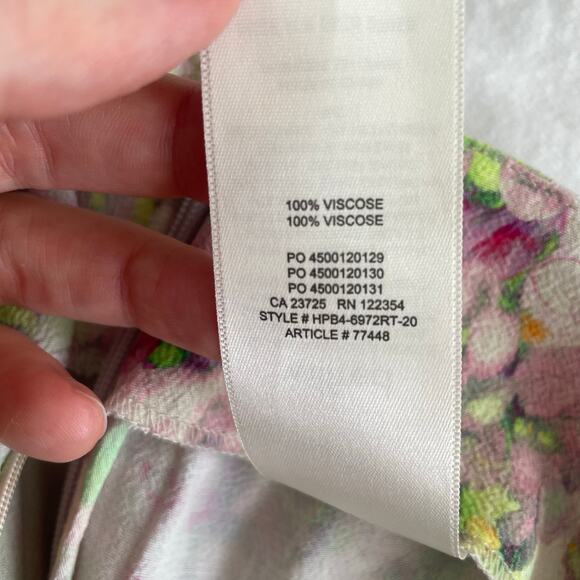 100% VISCOSE
100% VISCOSE
PO 4500120129
PO 4500120130
PO 4500120131
CA 23725 RN 122354
STYLE # HPB4-6972RT-20
ARTICLE # 77448